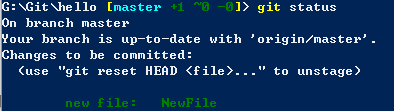 G:\Git\hello [master +1 ~0 -0]> git status
On branch master
Your branch is up-to-date with 'origin/master'.
Changes to be committed:
  (use "git reset HEAD <file>..." to unstage)
        new file:   NewFile